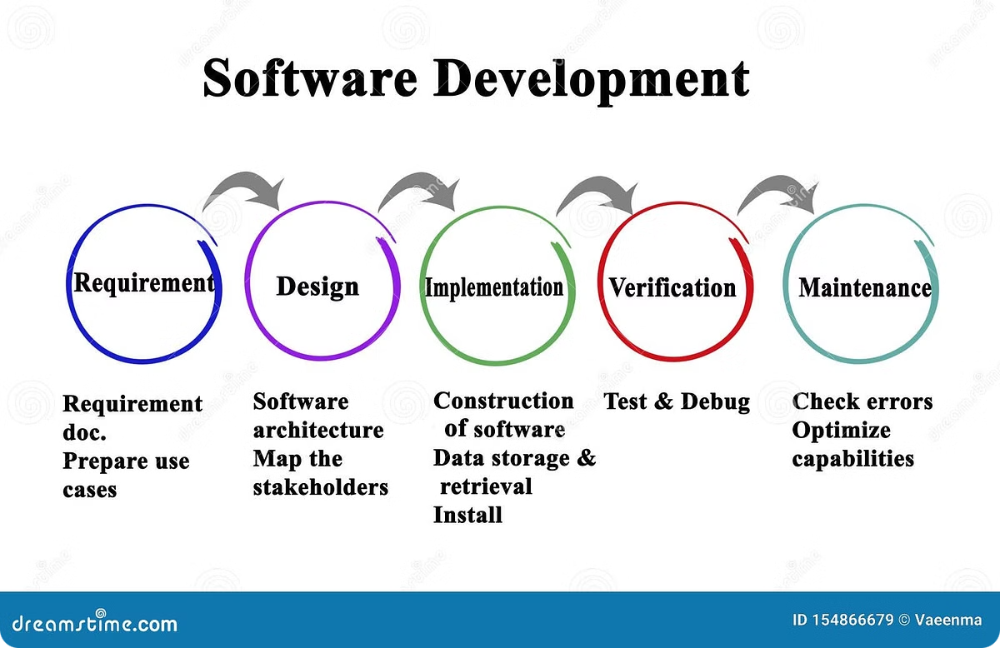 Software Development
Requirement
Design
Implementation
Verification
Maintenance
Requirement
doc.
Prepare use
cases
Software
architecture
Map the
stakeholders
Construction
of software
Data storage &
retrieval
Install
Test & Debug
Check errors
Optimize
capabilities
dreamstime.com
ID 154866679 © Vaeenma